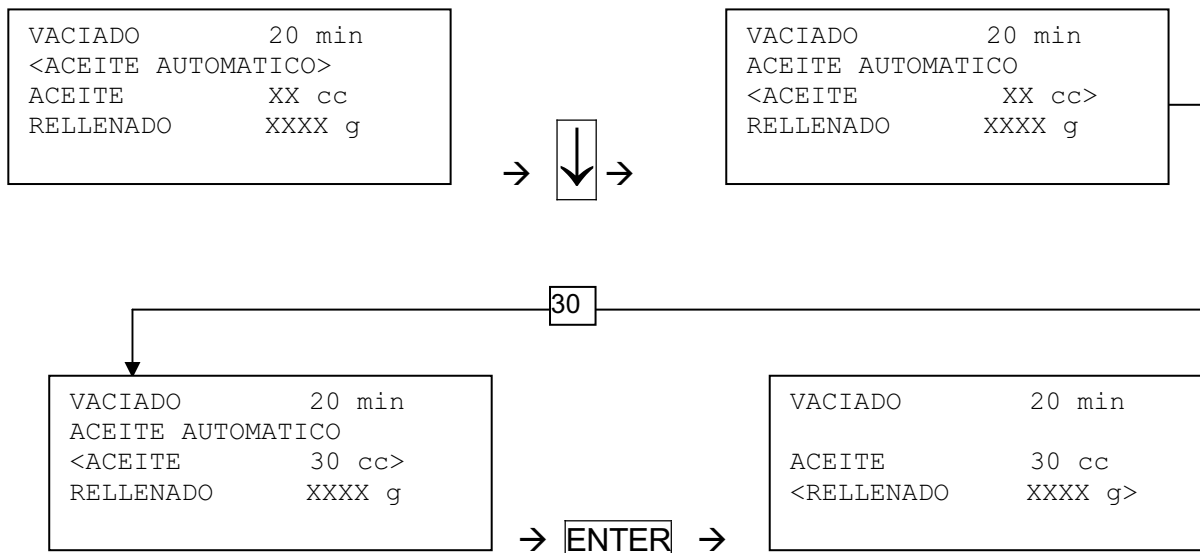 VACIADO 20 min
<ACEITE AUTOMATICO>
ACEITE XX cc
RELLENADO XXXX g
→ ↓ →
VACIADO 20 min
ACEITE AUTOMATICO
<ACEITE XX cc>
RELLENADO XXXX g
30
VACIADO 20 min
ACEITE AUTOMATICO
<ACEITE 30 cc>
RELLENADO XXXX g
→ ENTER →
VACIADO 20 min
ACEITE 30 cc
<RELLENADO XXXX g>